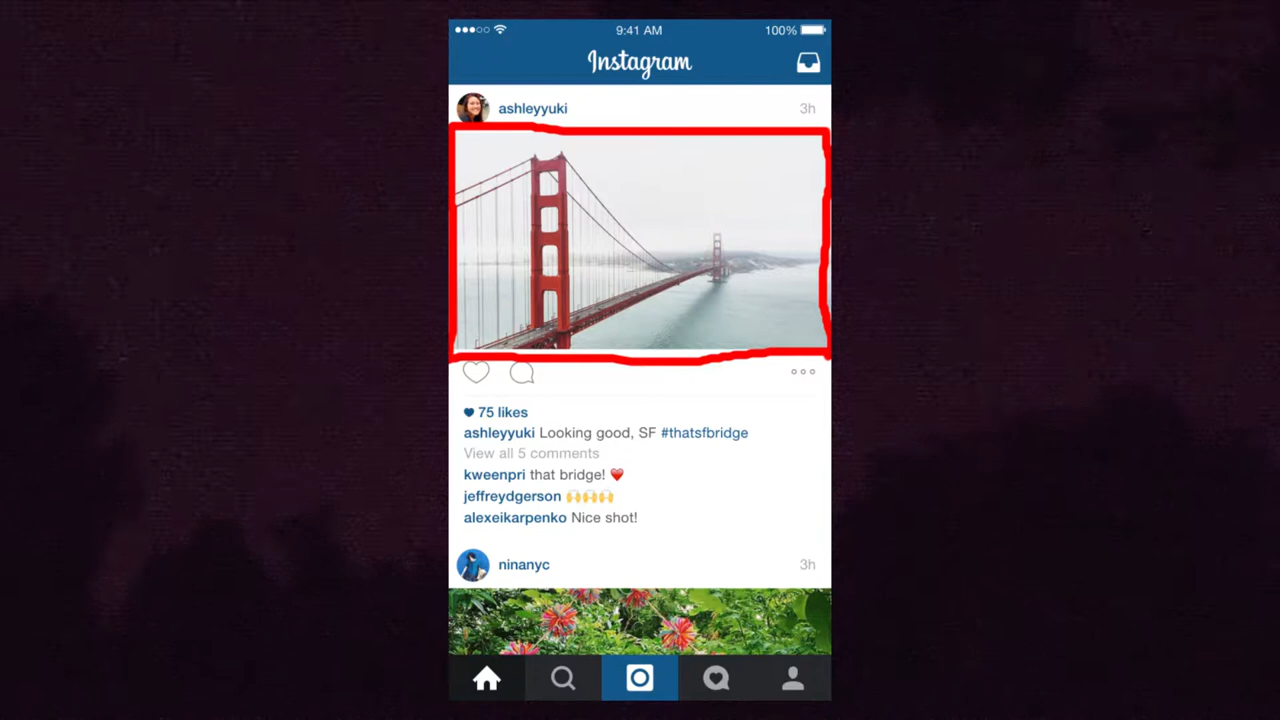 9:41 AM 100%
Instagram
ashleyyuki 3h
75 likes
ashleyyuki Looking good, SF #thatsfbridge
View all 5 comments
kweenpri that bridge! ❤️
jeffreydgerson 🙌🙌🙌
alexeikarpenko Nice shot!
ninanyc 3h